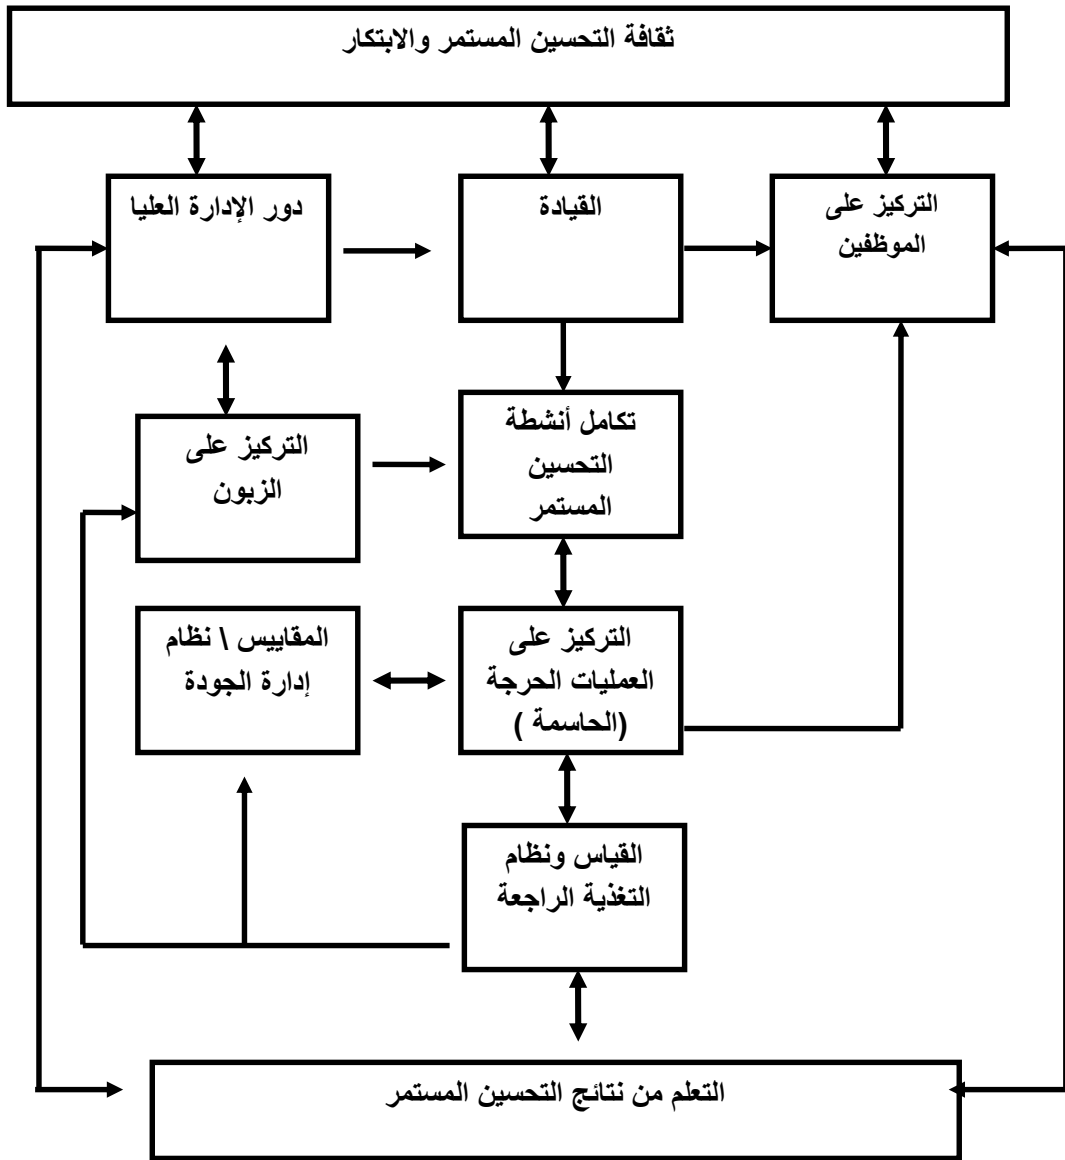 ثقافة التحسين المستمر والابتكار
دور الإدارة العليا
القيادة
التركيز على
الموظفين
التركيز على
الزبون
تكامل أنشطة
التحسين
المستمر
المقاييس \ نظام
إدارة الجودة
التركيز على
العمليات الحرجة
(الحاسمة )
القياس ونظام
التغذية الراجعة
التعلم من نتائج التحسين المستمر